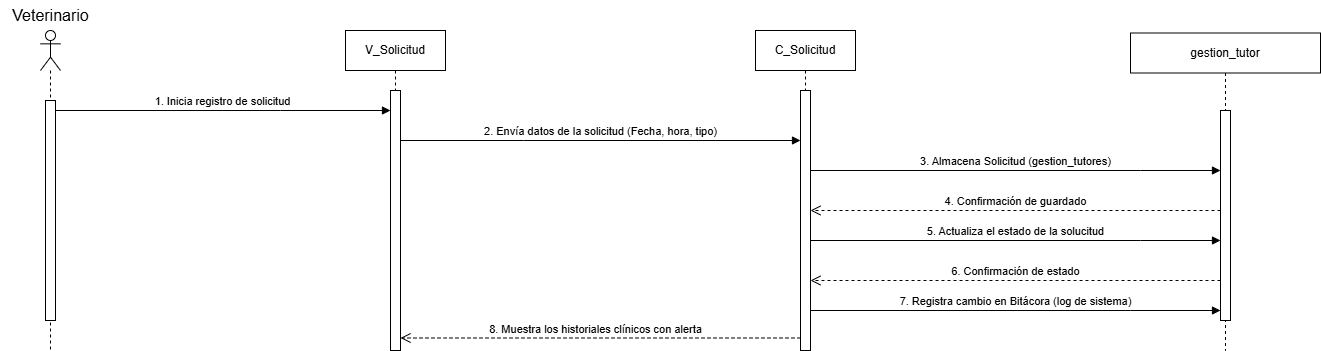 Veterinario
V_Solicitud
C_Solicitud
gestion_tutor
1. Inicia registro de solicitud
2. Envía datos de la solicitud (Fecha, hora, tipo)
3. Almacena Solicitud (gestion_tutores)
4. Confirmación de guardado
5. Actualiza el estado de la solucitud
6. Confirmación de estado
7. Registra cambio en Bitácora (log de sistema)
8. Muestra los historiales clínicos con alerta